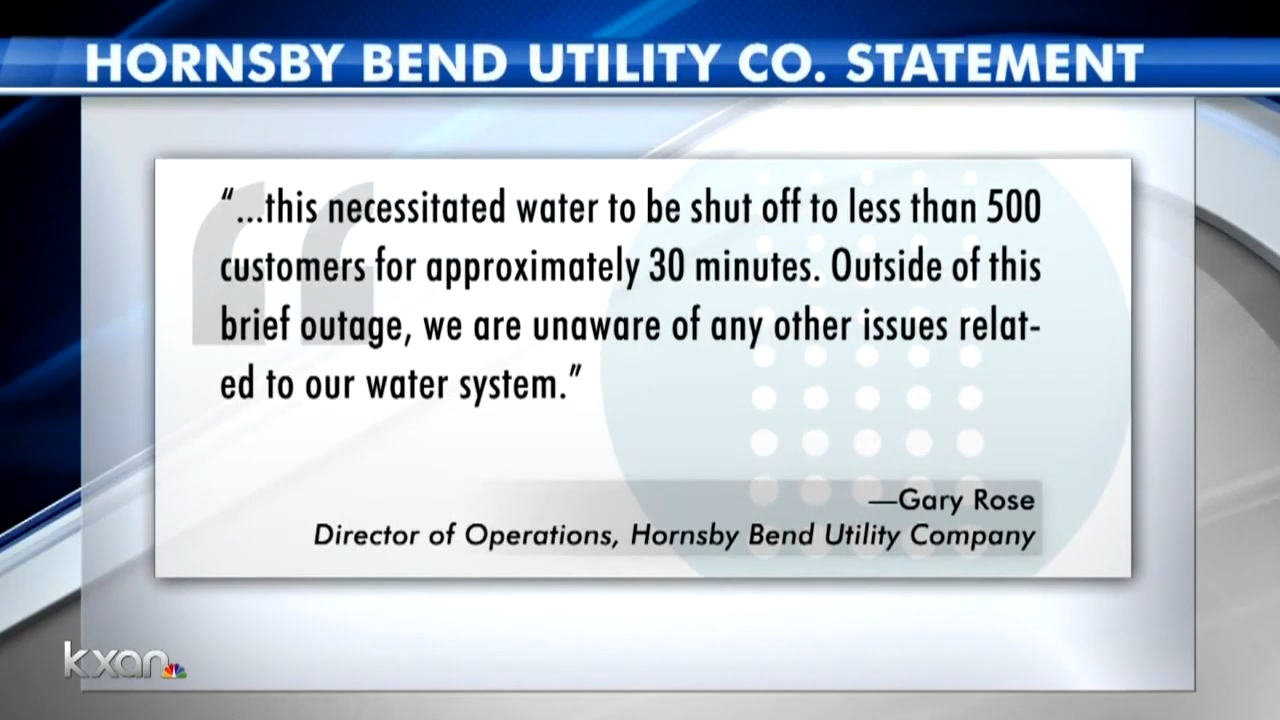 HORNSBY BEND UTILITY CO. STATEMENT
“...this necessitated water to be shut off to less than 500
customers for approximately 30 minutes. Outside of this
brief outage, we are unaware of any other issues relat-
ed to our water system.”
—Gary Rose
Director of Operations, Hornsby Bend Utility Company
kxan